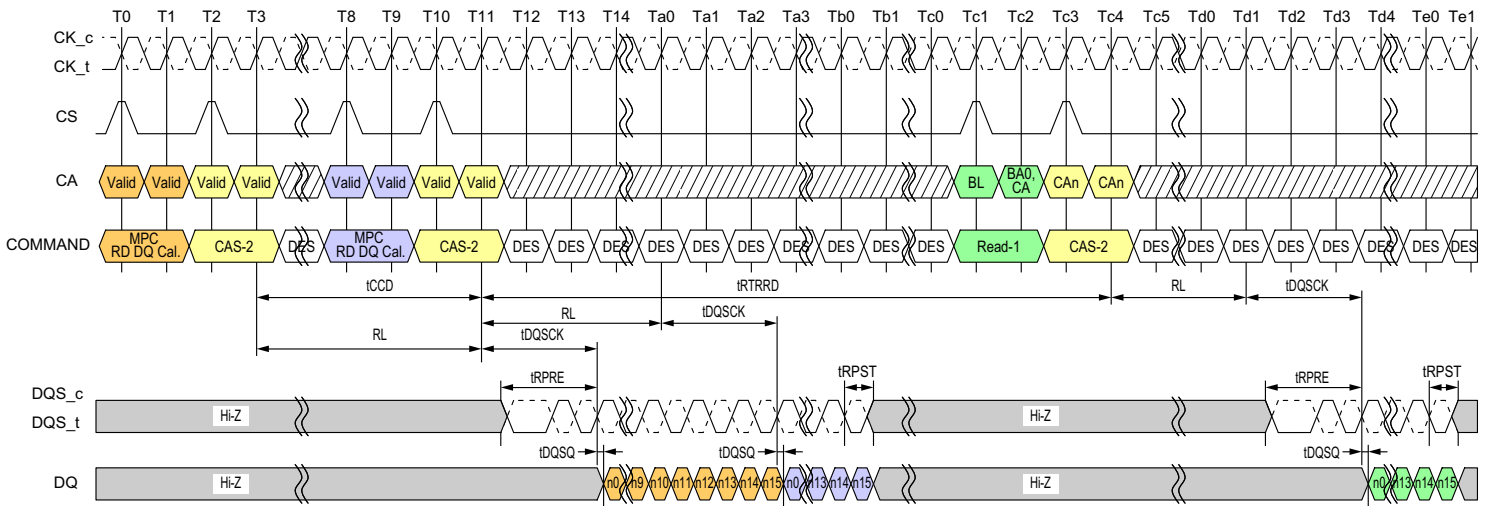 T0 T1 T2 T3 T8 T9 T10 T11 T12 T13 T14 Ta0 Ta1 Ta2 Ta3 Tb0 Tb1 Tc0 Tc1 Tc2 Tc3 Tc4 Tc5 Td0 Td1 Td2 Td3 Td4 Te0 Te1
CK_c
CK_t
CS
CA Valid Valid Valid Valid Valid Valid Valid Valid BL BA0, CA CAn CAn
COMMAND MPC RD DQ Cal. CAS-2 DES MPC RD DQ Cal. CAS-2 DES DES DES DES DES DES DES DES DES DES Read-1 CAS-2 DES DES DES DES DES DES DES DES
tCCD tRTRRD RL tDQSCK
RL tDQSCK
RL tDQSCK
tRPRE tRPST tRPRE tRPST
DQS_c
DQS_t Hi-Z Hi-Z
tDQSQ tDQSQ tDQSQ
DQ Hi-Z n0 n9 n10 n11 n12 n13 n14 n15 n0 n13 n14 n15 Hi-Z n0 n13 n14 n15